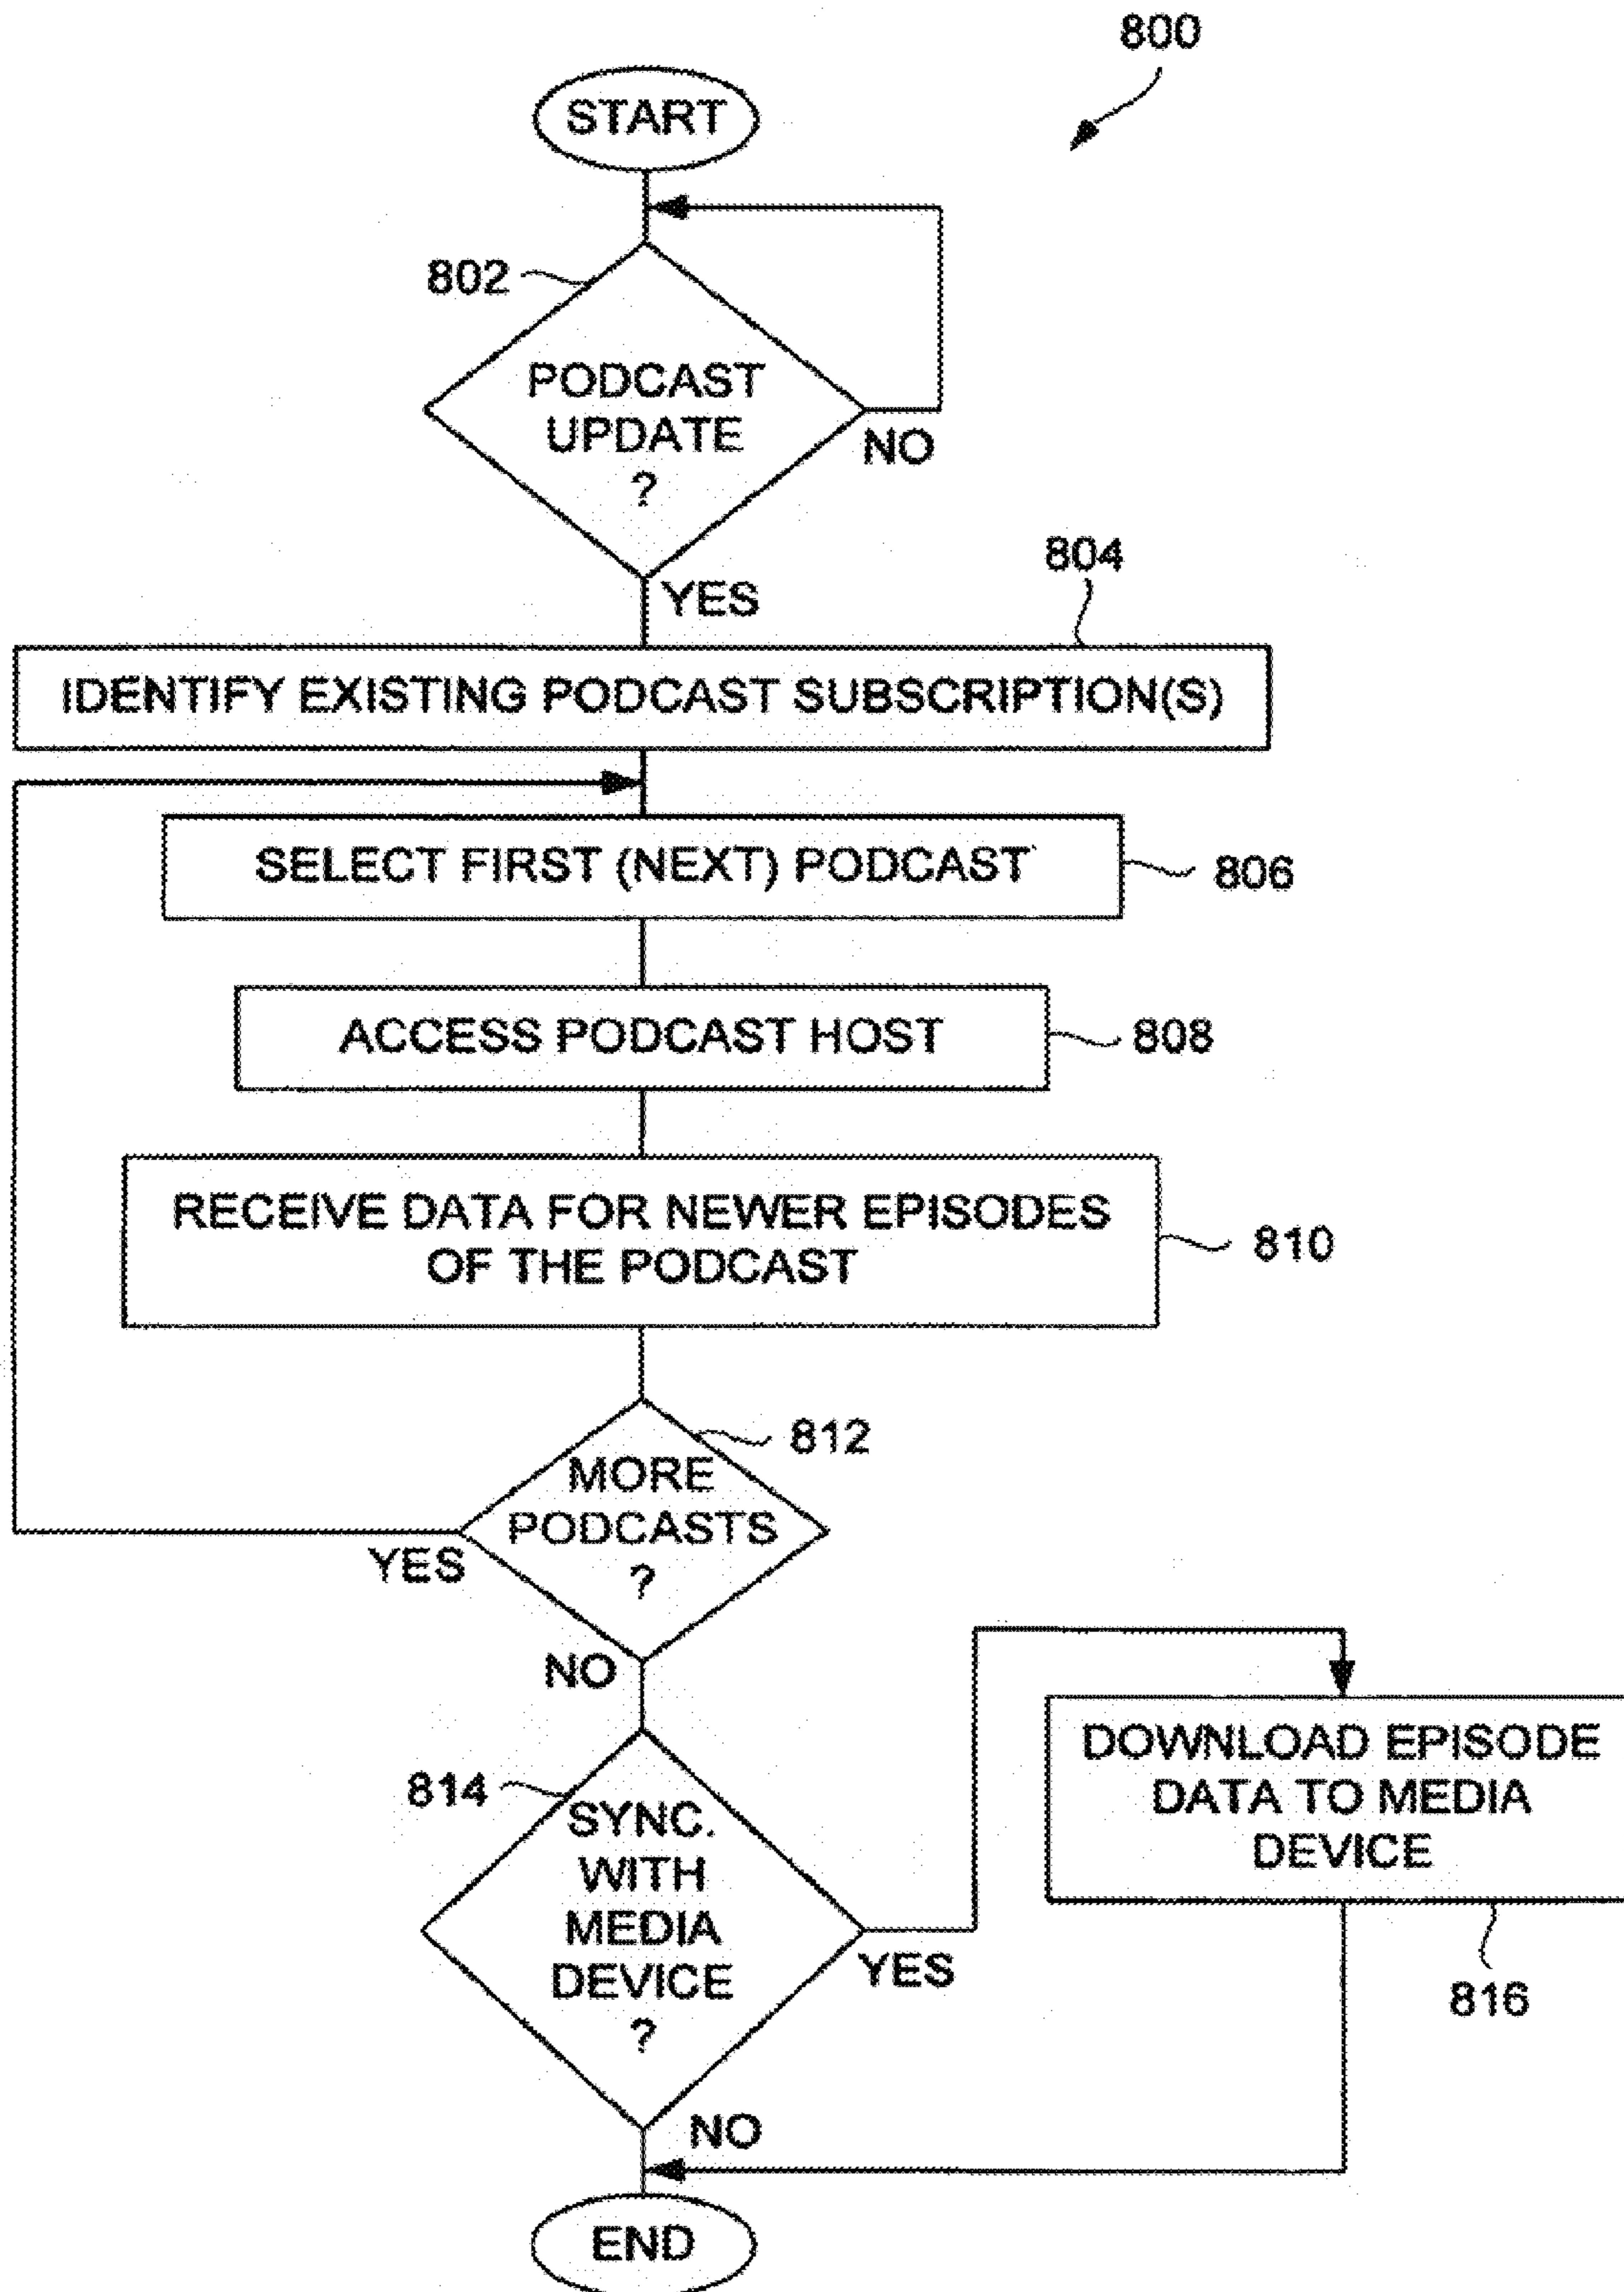 800
START
802
PODCAST
UPDATE
?
NO
YES
804
IDENTIFY EXISTING PODCAST SUBSCRIPTION(S)
SELECT FIRST (NEXT) PODCAST
806
ACCESS PODCAST HOST
808
RECEIVE DATA FOR NEWER EPISODES
OF THE PODCAST
810
812
MORE
PODCASTS
?
YES
NO
814
SYNC.
WITH
MEDIA
DEVICE
?
YES
DOWNLOAD EPISODE
DATA TO MEDIA
DEVICE
816
NO
END